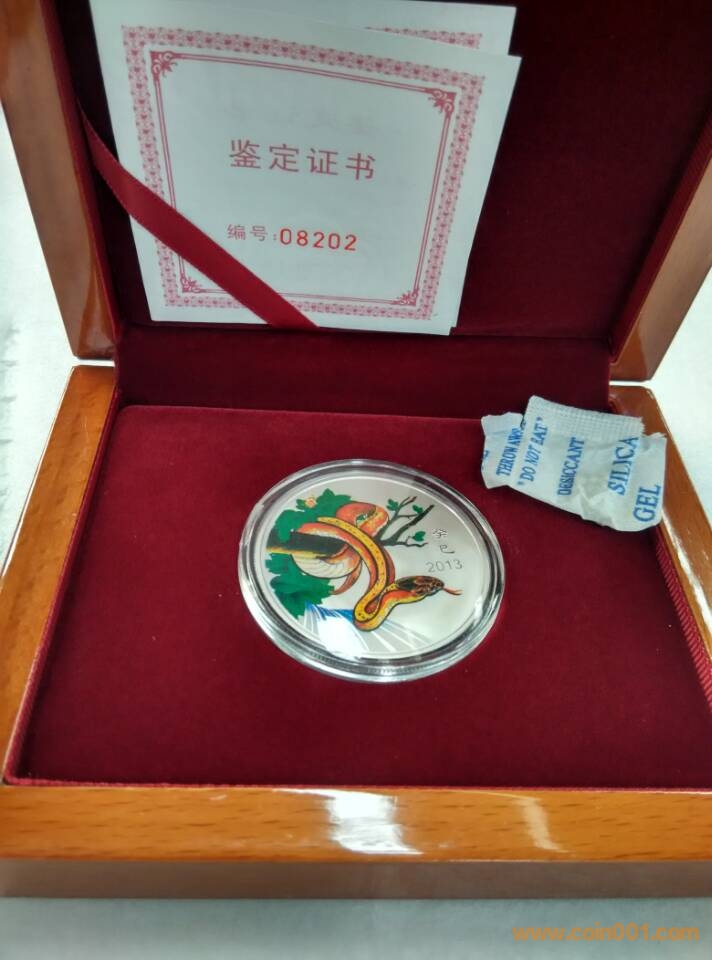 鉴定证书
编号:08202
癸
巳
2013
THROW AWAY
"DO NOT EAT"
DESICCANT
SILICA
GEL
www.coin001.com